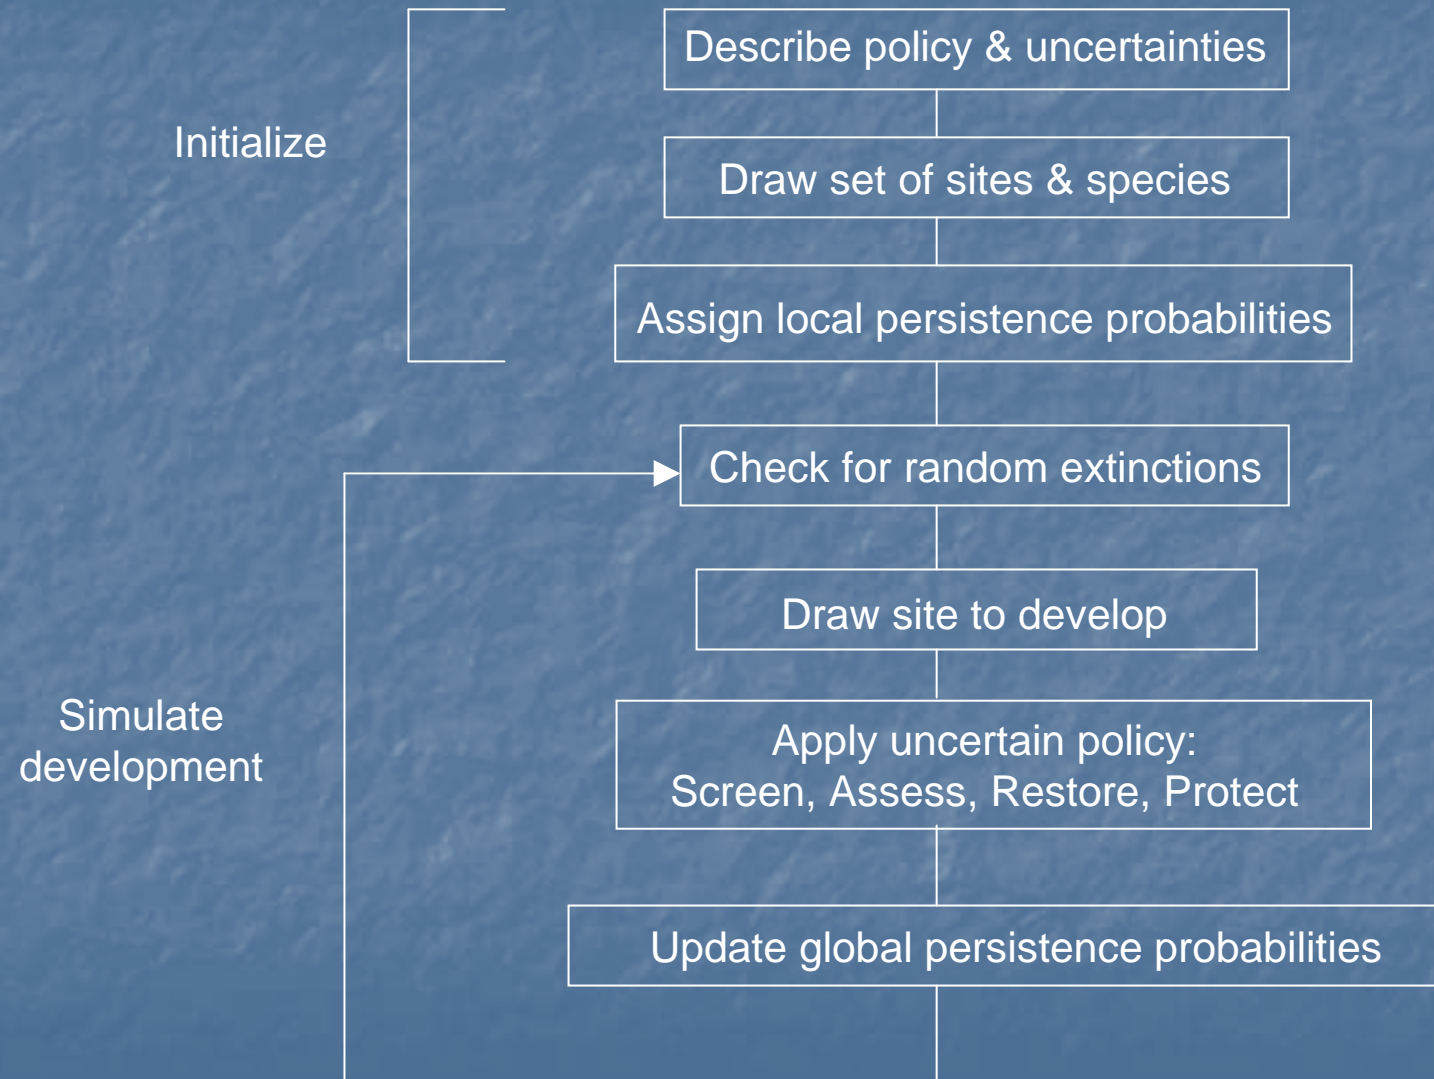 Describe policy & uncertainties
Initialize
Draw set of sites & species
Assign local persistence probabilities
Check for random extinctions
Draw site to develop
Simulate
development
Apply uncertain policy:
Screen, Assess, Restore, Protect
Update global persistence probabilities